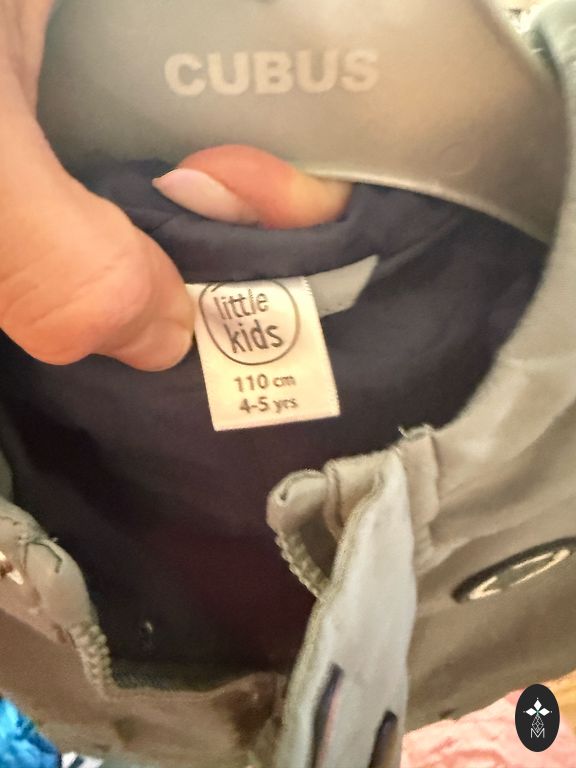 CUBUS
little
kids
110 cm
4-5 yrs
M